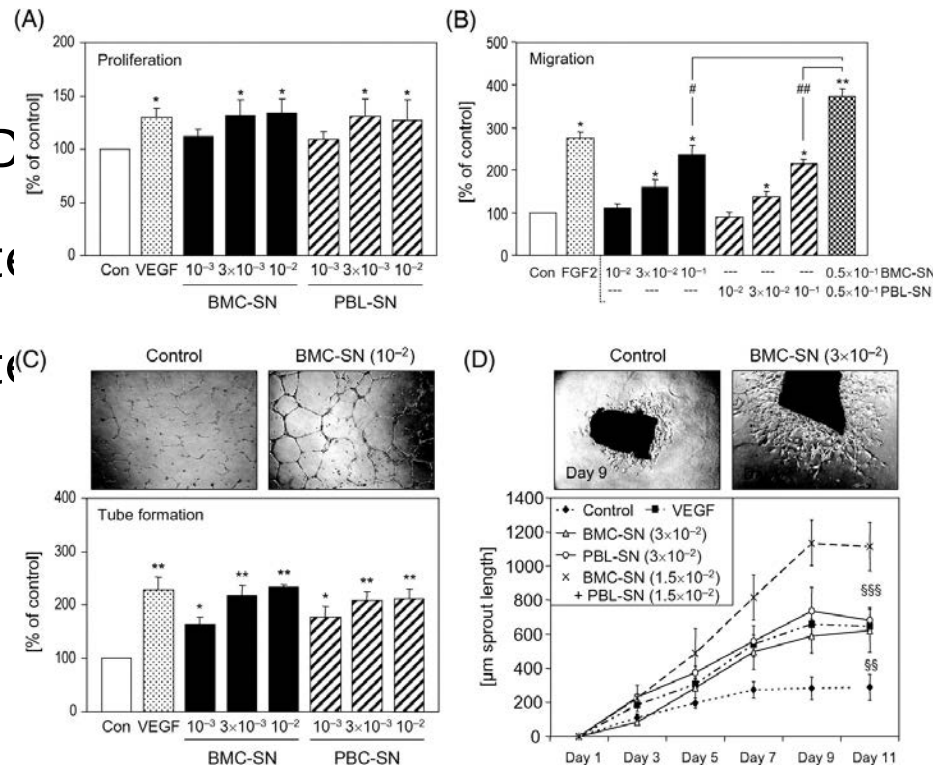 (A)
200
150
100
50
0
[% of control]
Proliferation
*
* *
* *
Con VEGF 10⁻³ 3×10⁻³ 10⁻² 10⁻³ 3×10⁻³ 10⁻²
BMC-SN PBL-SN
(B)
500
400
300
200
100
0
[% of control]
Migration
# ## **
*
* *
* *
Con FGF2 10⁻² 3×10⁻² 10⁻¹ --- --- --- 0.5×10⁻¹ BMC-SN
--- --- --- 10⁻² 3×10⁻² 10⁻¹ 0.5×10⁻¹ PBL-SN
(C)
Control BMC-SN (10⁻²)
400
300
200
100
0
[% of control]
Tube formation
**
* ** **
* ** **
Con VEGF 10⁻³ 3×10⁻³ 10⁻² 10⁻³ 3×10⁻³ 10⁻²
BMC-SN PBC-SN
(D)
Control BMC-SN (3×10⁻²)
Day 9
1400
1200
1000
800
600
400
200
0
[µm sprout length]
Control VEGF
BMC-SN (3×10⁻²)
PBL-SN (3×10⁻²)
BMC-SN (1.5×10⁻²)
+ PBL-SN (1.5×10⁻²)
§§§
§§
Day 1 Day 3 Day 5 Day 7 Day 9 Day 11